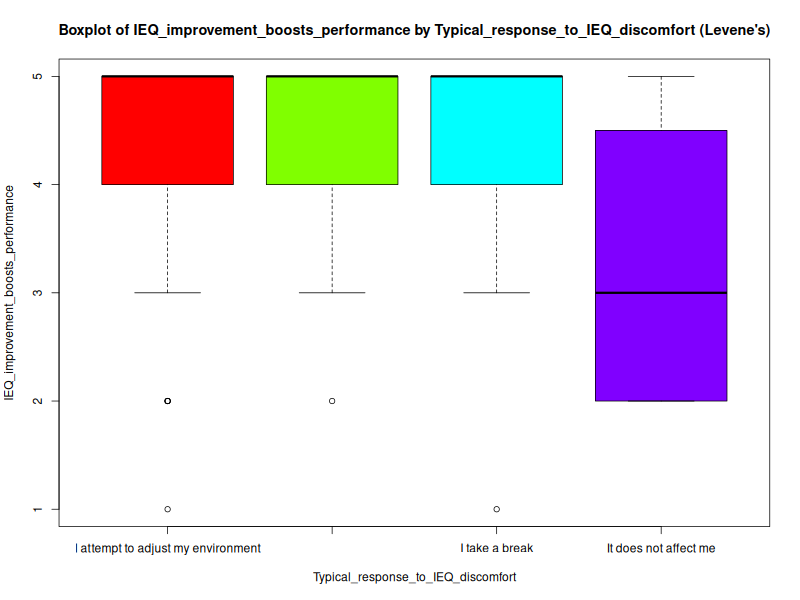 Boxplot of IEQ_improvement_boosts_performance by Typical_response_to_IEQ_discomfort (Levene's)
IEQ_improvement_boosts_performance
5
4
3
2
1
I attempt to adjust my environment
I take a break
It does not affect me
Typical_response_to_IEQ_discomfort